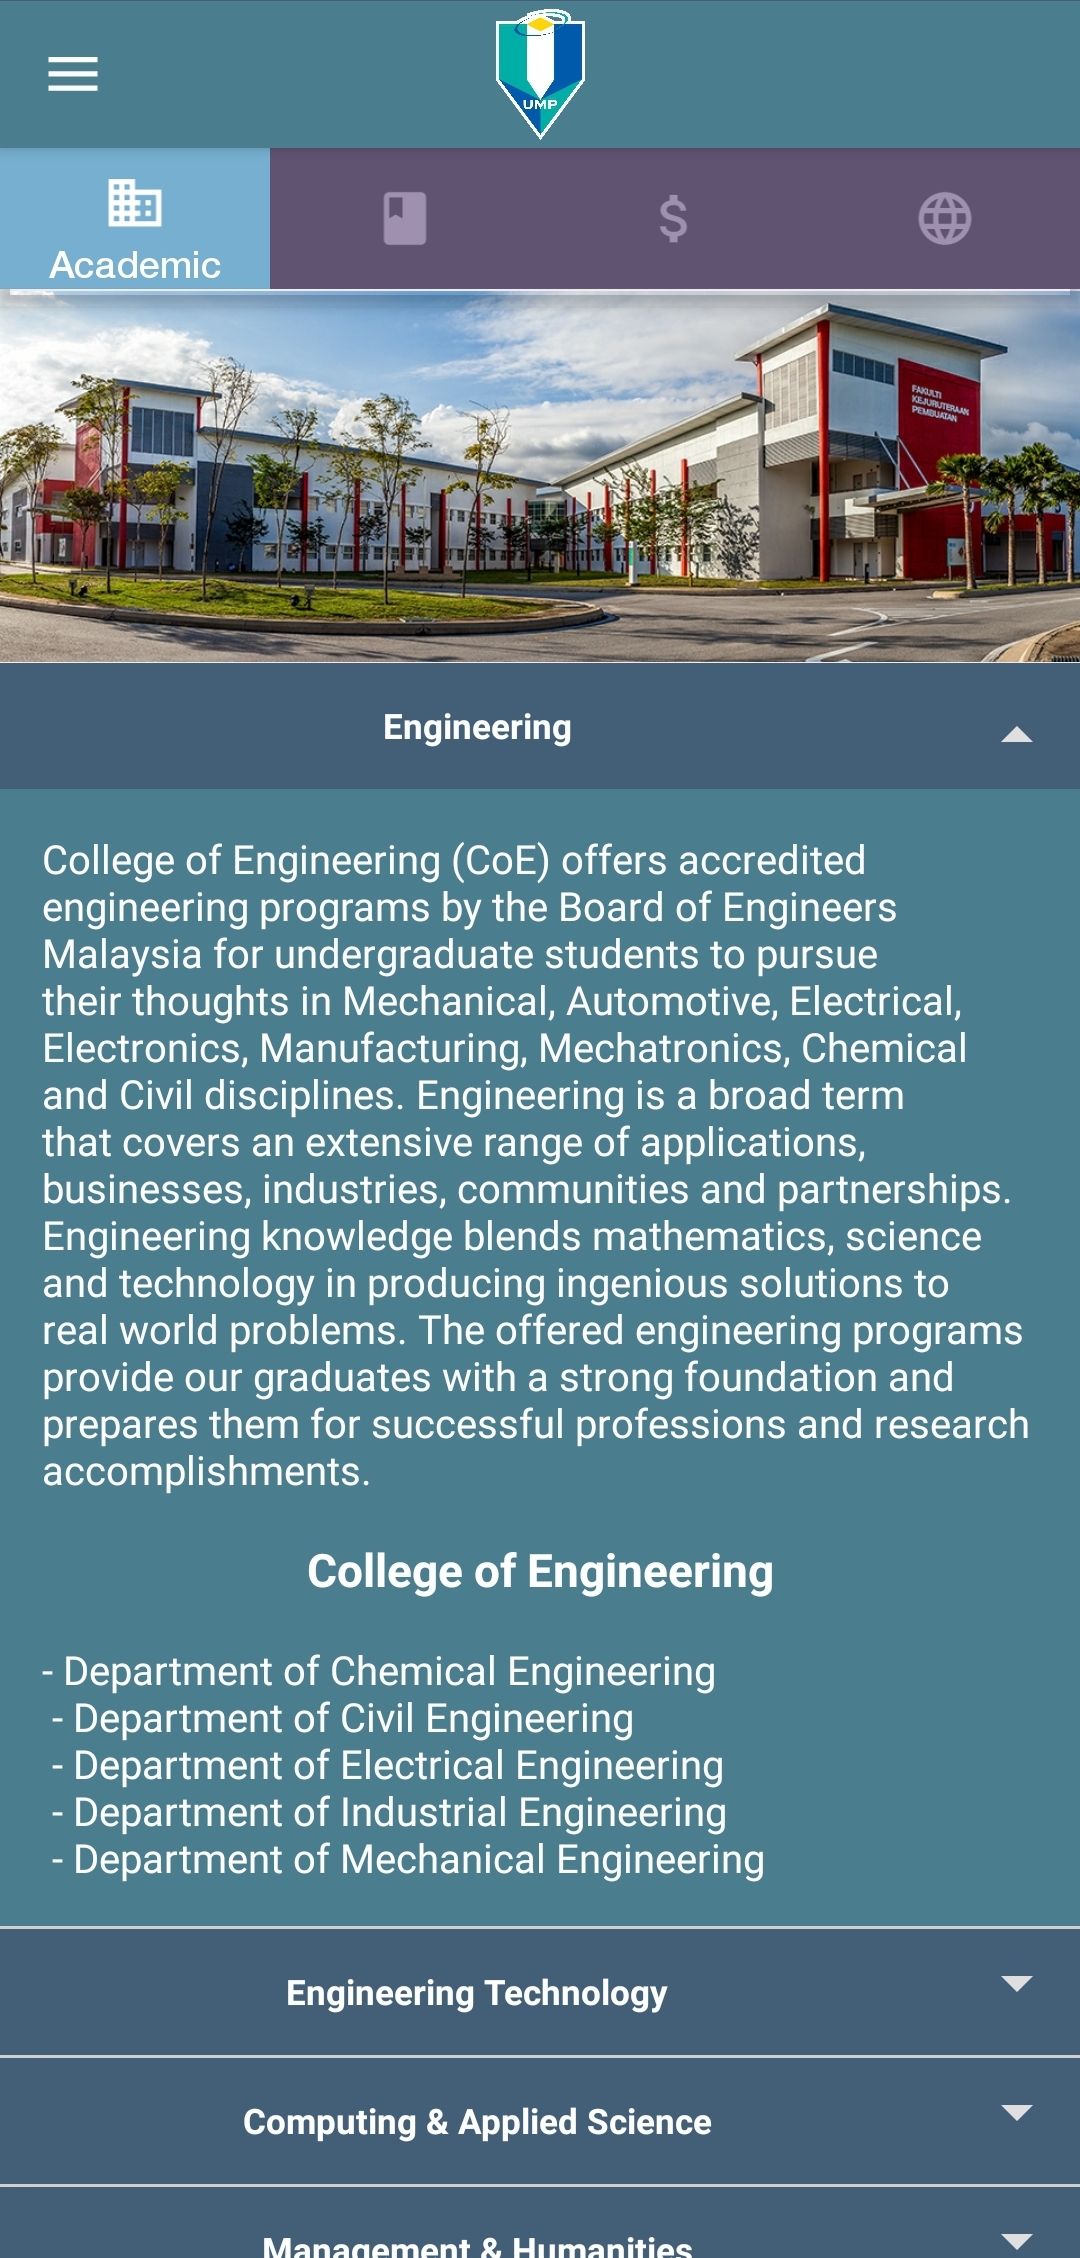 UMP
Academic
FAKULTI
KEJURUTERAAN
PEMBUATAN
Engineering
College of Engineering (CoE) offers accredited
engineering programs by the Board of Engineers
Malaysia for undergraduate students to pursue
their thoughts in Mechanical, Automotive, Electrical,
Electronics, Manufacturing, Mechatronics, Chemical
and Civil disciplines. Engineering is a broad term
that covers an extensive range of applications,
businesses, industries, communities and partnerships.
Engineering knowledge blends mathematics, science
and technology in producing ingenious solutions to
real world problems. The offered engineering programs
provide our graduates with a strong foundation and
prepares them for successful professions and research
accomplishments.
College of Engineering
- Department of Chemical Engineering
- Department of Civil Engineering
- Department of Electrical Engineering
- Department of Industrial Engineering
- Department of Mechanical Engineering
Engineering Technology
Computing & Applied Science
Management & Humanities